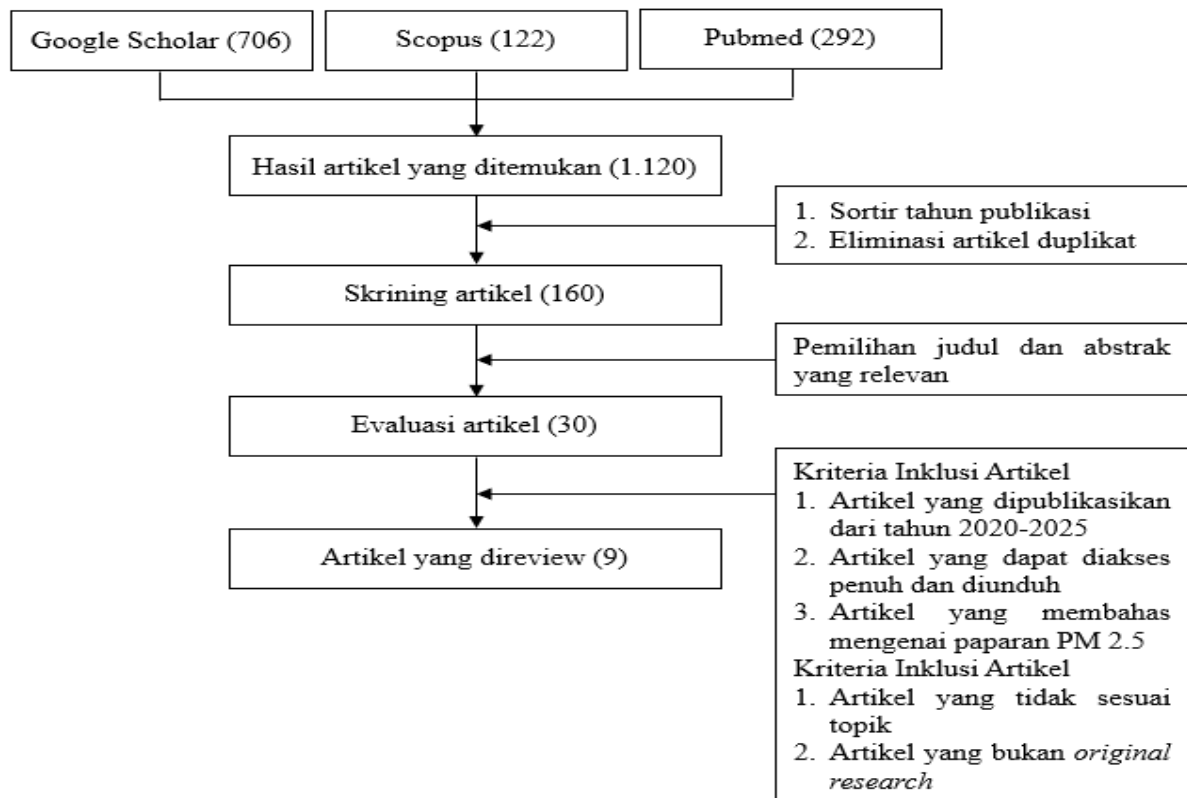 Google Scholar (706)
Scopus (122)
Pubmed (292)
Hasil artikel yang ditemukan (1.120)
1. Sortir tahun publikasi
2. Eliminasi artikel duplikat
Skrining artikel (160)
Pemilihan judul dan abstrak
yang relevan
Evaluasi artikel (30)
Kriteria Inklusi Artikel
1. Artikel yang dipublikasikan
dari tahun 2020-2025
2. Artikel yang dapat diakses
penuh dan diunduh
3. Artikel yang membahas
mengenai paparan PM 2.5
Kriteria Inklusi Artikel
1. Artikel yang tidak sesuai
topik
2. Artikel yang bukan original
research
Artikel yang direview (9)